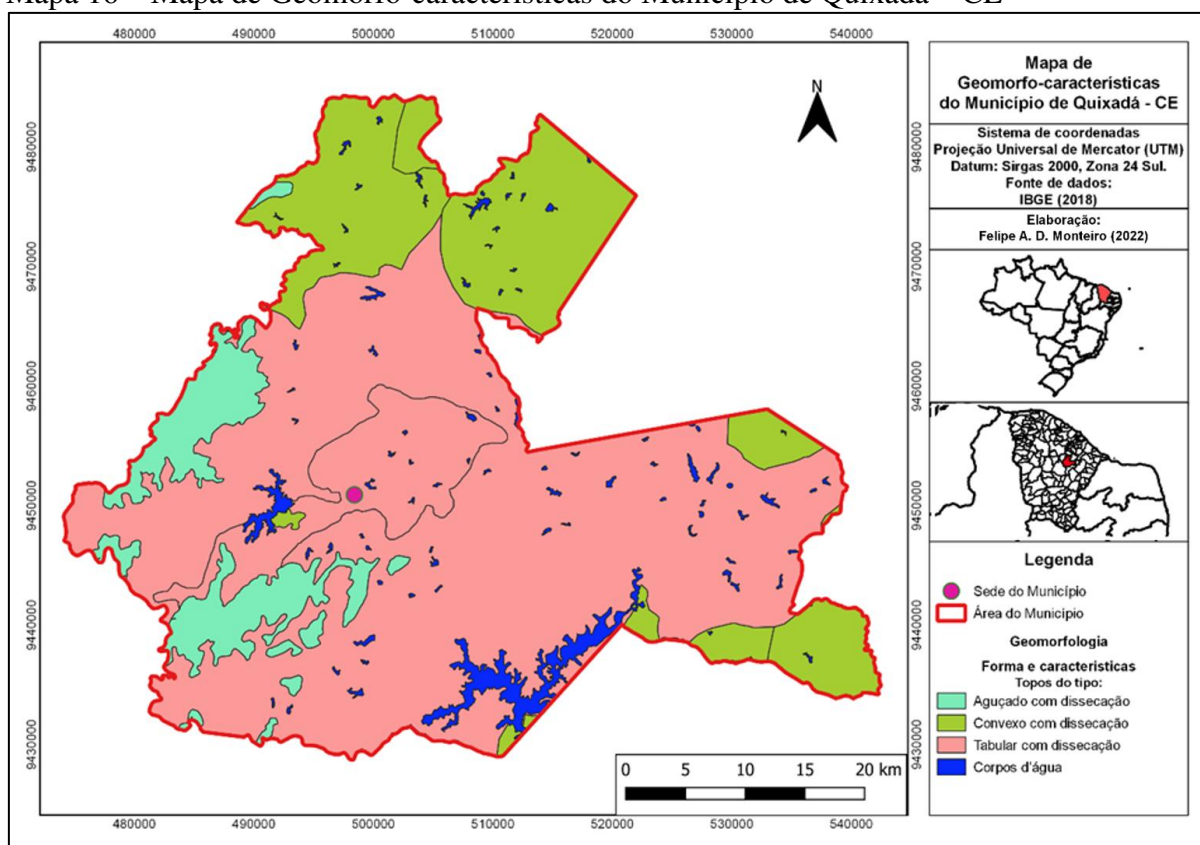 Mapa 16 – Mapa de Geomorfo-características do Município de Quixadá – CE
480000 490000 500000 510000 520000 530000 540000
9480000
9470000
9460000
9450000
9440000
9430000
N
9480000
9470000
9460000
9450000
9440000
9430000
0 5 10 15 20 km
480000 490000 500000 510000 520000 530000 540000
Mapa de
Geomorfo-características
do Município de Quixadá - CE
Sistema de coordenadas
Projeção Universal de Mercator (UTM)
Datum: Sirgas 2000, Zona 24 Sul.
Fonte de dados:
IBGE (2018)
Elaboração:
Felipe A. D. Monteiro (2022)
Legenda
Sede do Município
Área do Município
Geomorfologia
Forma e caracteristicas
Topos do tipo:
Aguçado com dissecação
Convexo com dissecação
Tabular com dissecação
Corpos d'água